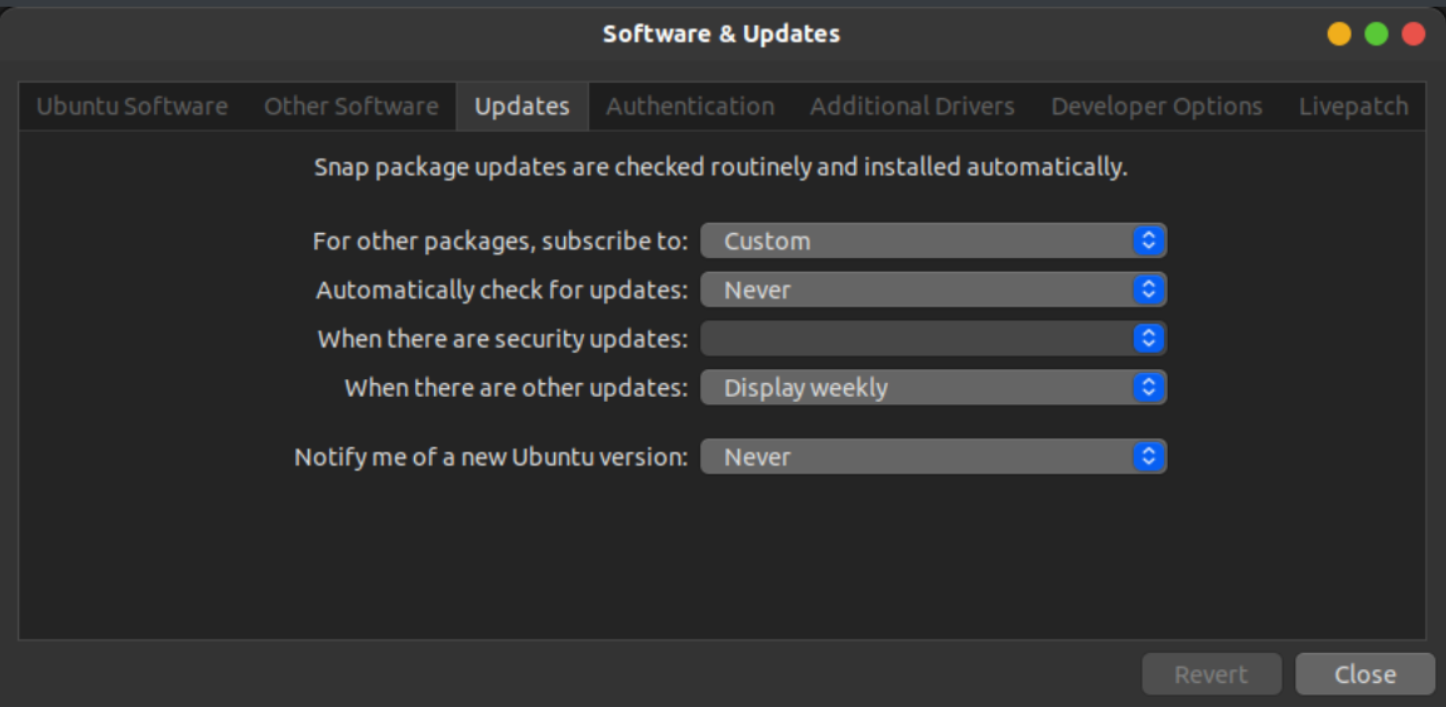 Software & Updates
Ubuntu Software Other Software Updates Authentication Additional Drivers Developer Options Livepatch
Snap package updates are checked routinely and installed automatically.
For other packages, subscribe to: Custom
Automatically check for updates: Never
When there are security updates:
When there are other updates: Display weekly
Notify me of a new Ubuntu version: Never
Revert Close